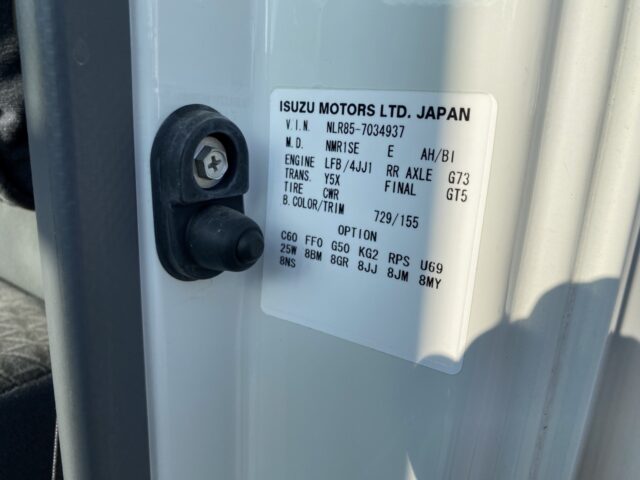 ISUZU MOTORS LTD. JAPAN
V.I.N. NLR85-7034937
M.D. NMR1SE E AH/BI
ENGINE LFB/4JJ1 RR AXLE G73
TRANS. Y5X FINAL GT5
TIRE CWR
B.COLOR/TRIM 729/155
OPTION
C60 FFO G50 KG2 RPS U69
25W 8BM 8GR 8JJ 8JM 8MY
8NS